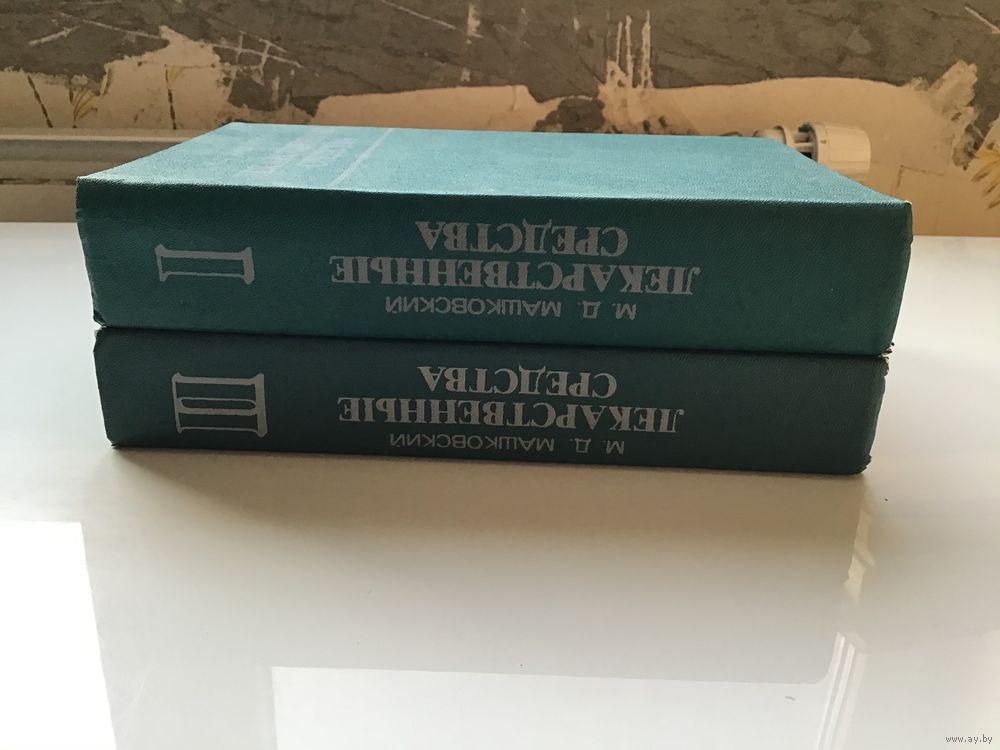 М. Д. МАШКОВСКИЙ
ЛЕКАРСТВЕННЫЕ
СРЕДСТВА
I
М. Д. МАШКОВСКИЙ
ЛЕКАРСТВЕННЫЕ
СРЕДСТВА
II
www.ay.by